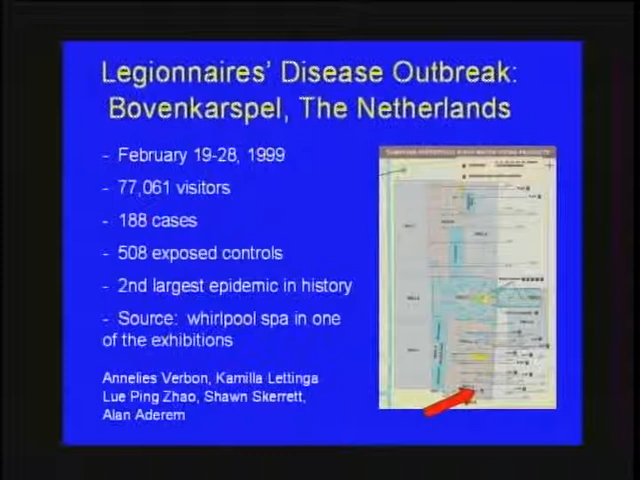 Legionnaires' Disease Outbreak:
Bovenkarspel, The Netherlands
- February 19-28, 1999
- 77,061 visitors
- 188 cases
- 508 exposed controls
- 2nd largest epidemic in history
- Source: whirlpool spa in one
of the exhibitions
Annelies Verbon, Kamilla Lettinga
Lue Ping Zhao, Shawn Skerrett,
Alan Aderem